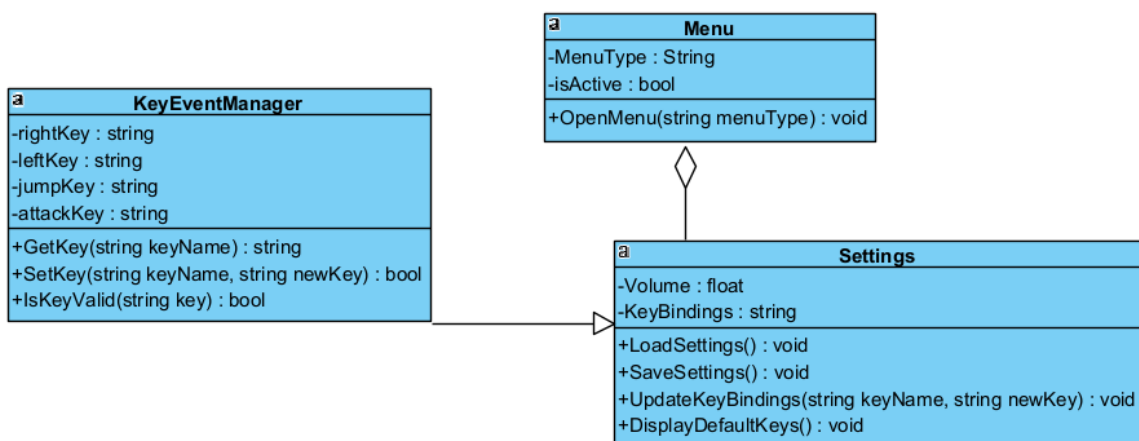 a
Menu
-MenuType : String
-isActive : bool
+OpenMenu(string menuType) : void
a
KeyEventManager
-rightKey : string
-leftKey : string
-jumpKey : string
-attackKey : string
+GetKey(string keyName) : string
+SetKey(string keyName, string newKey) : bool
+IsKeyValid(string key) : bool
a
Settings
-Volume : float
-KeyBindings : string
+LoadSettings() : void
+SaveSettings() : void
+UpdateKeyBindings(string keyName, string newKey) : void
+DisplayDefaultKeys() : void